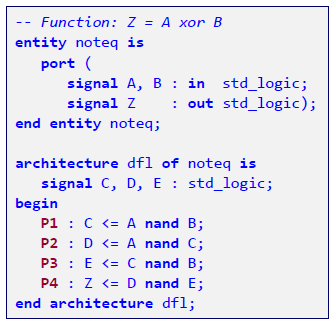 -- Function: Z = A xor B
entity noteq is
   port (
      signal A, B : in  std_logic;
      signal Z    : out std_logic);
end entity noteq;

architecture dfl of noteq is
   signal C, D, E : std_logic;
begin
   P1 : C <= A nand B;
   P2 : D <= A nand C;
   P3 : E <= C nand B;
   P4 : Z <= D nand E;
end architecture dfl;